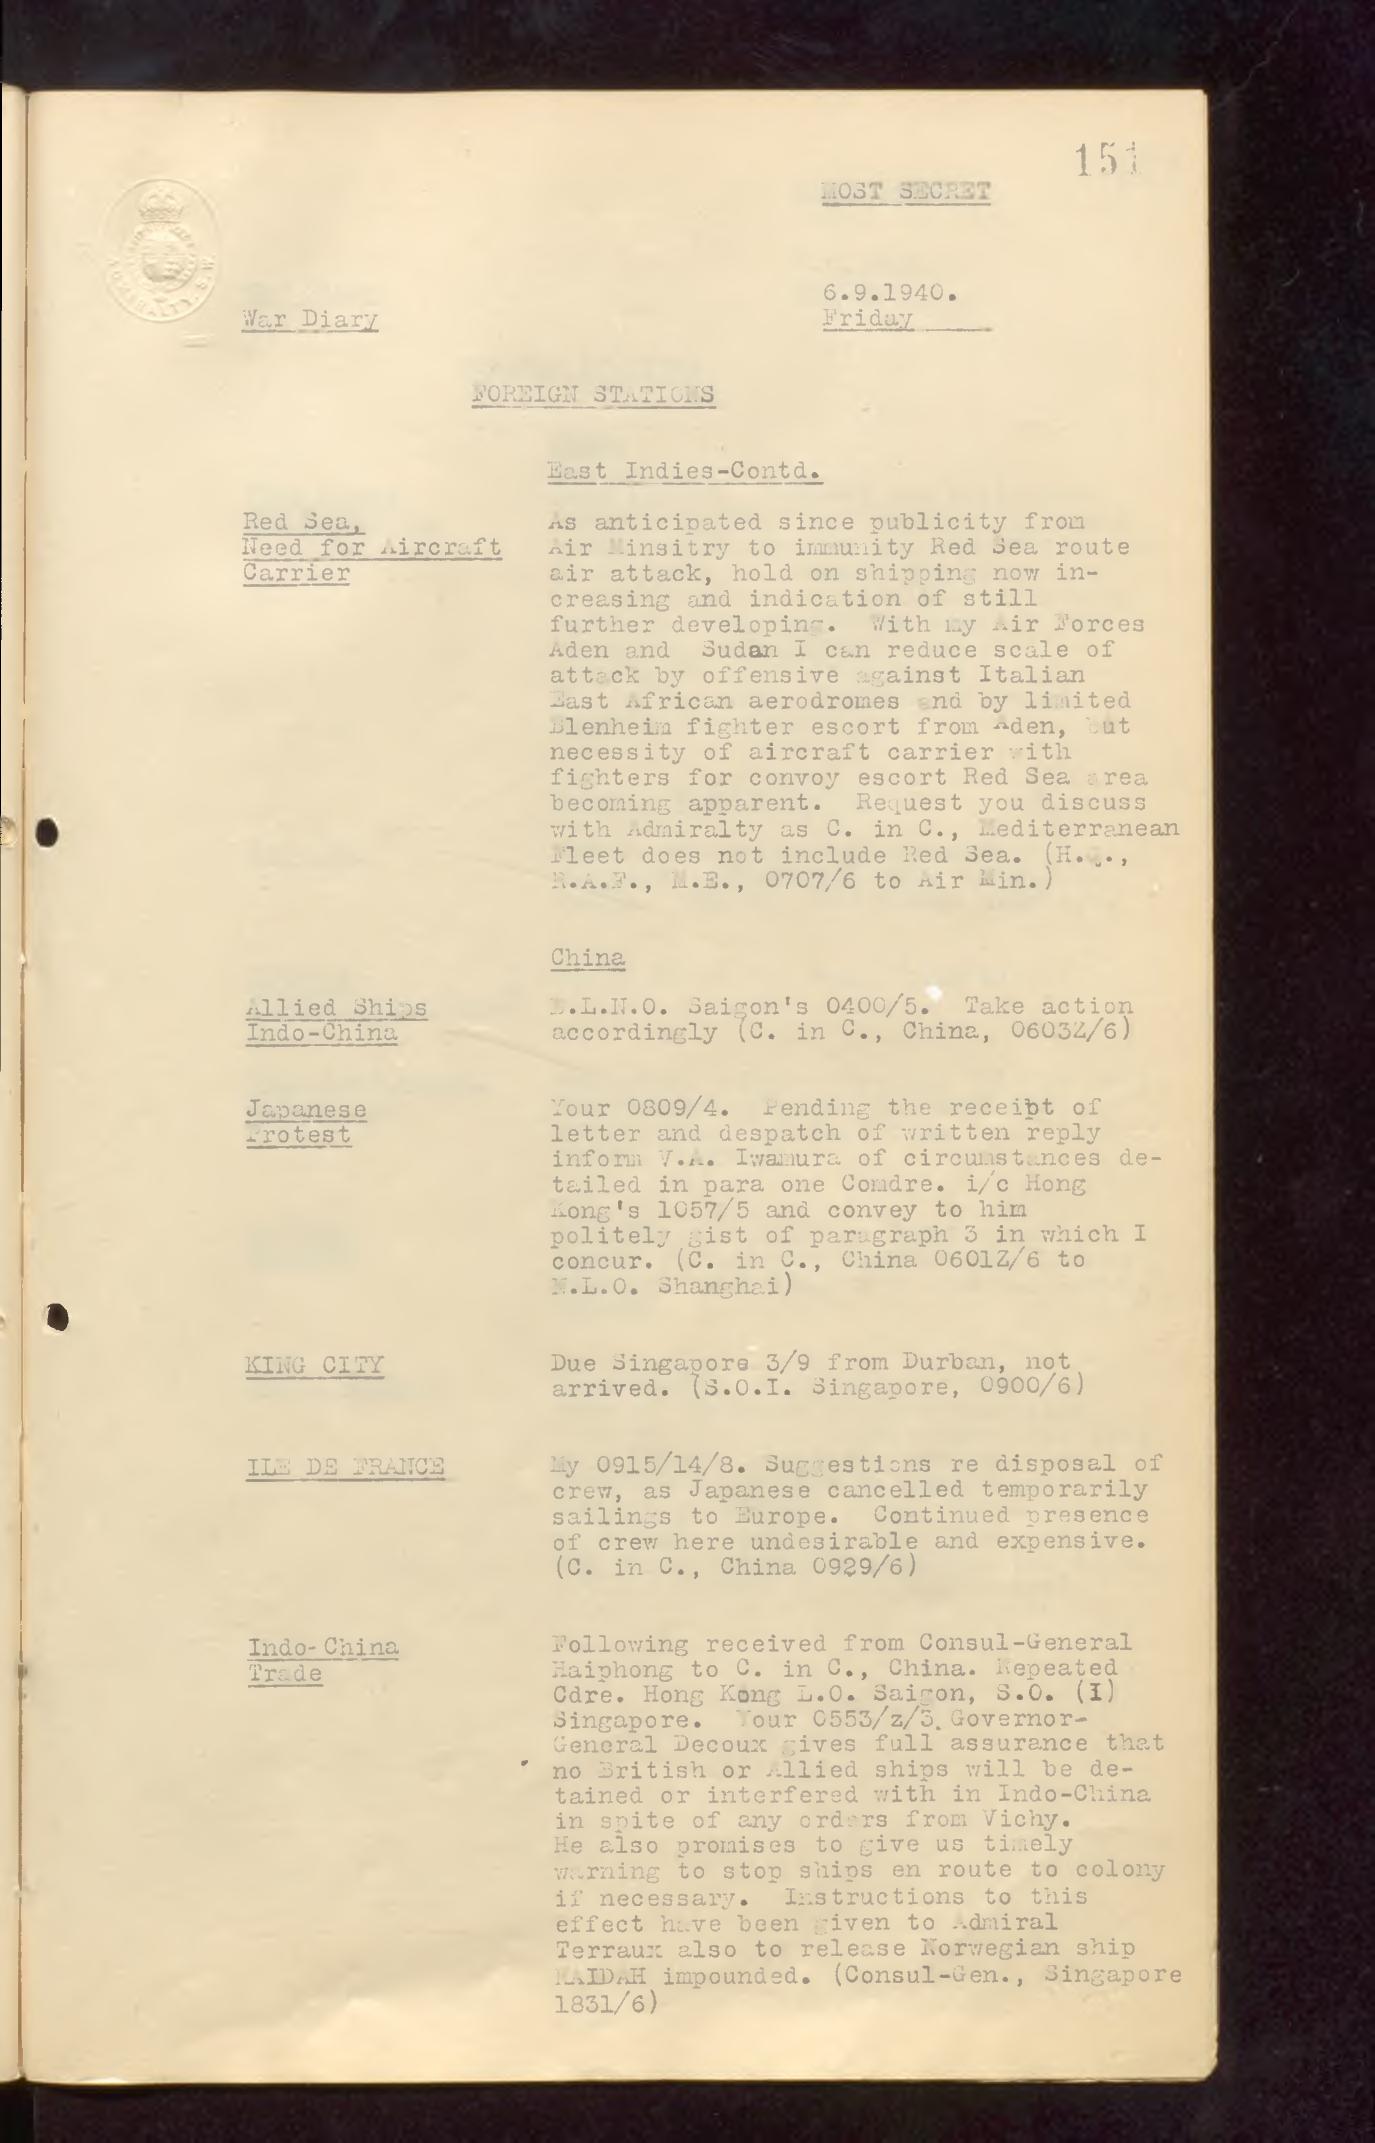 151
MOST SECRET
6.9.1940.
War Diary
Friday
FOREIGN STATIONS
East Indies-Contd.
Red Sea,
Need for Aircraft
Carrier
As anticipated since publicity from
Air Minsitry to immunity Red Sea route
air attack, hold on shipping now in-
creasing and indication of still
further developing. With my Air Forces
Aden and Sudan I can reduce scale of
attack by offensive against Italian
East African aerodromes and by limited
Blenheim fighter escort from Aden, but
necessity of aircraft carrier with
fighters for convoy escort Red Sea area
becoming apparent. Request you discuss
with Admiralty as C. in C., Mediterranean
Fleet does not include Red Sea. (H.Q.,
R.A.F., M.E., 0707/6 to Air Min.)
China
Allied Ships
Indo-China
.L.N.O. Saigon's 0400/5. Take action
accordingly (C. in C., China, 0603Z/6)
Japanese
Protest
Your 0809/4. Pending the receipt of
letter and despatch of written reply
inform V.A. Iwamura of circumstances de-
tailed in para one Comdre. i/c Hong
Kong's 1057/5 and convey to him
politely gist of paragraph 3 in which I
concur. (C. in C., China 0601Z/6 to
N.L.O. Shanghai)
KING CITY
Due Singapore 3/9 from Durban, not
arrived. (S.O.I. Singapore, 0900/6)
ILE DE FRANCE
My 0915/14/8. Suggestions re disposal of
crew, as Japanese cancelled temporarily
sailings to Europe. Continued presence
of crew here undesirable and expensive.
(C. in C., China 0929/6)
Indo-China
Trade
Following received from Consul-General
Haiphong to C. in C., China. Repeated
Cdre. Hong Kong L.O. Saigon, S.O. (I)
Singapore. Your 0553/z/3. Governor-
General Decoux gives full assurance that
no British or Allied ships will be de-
tained or interfered with in Indo-China
in spite of any orders from Vichy.
He also promises to give us timely
warning to stop ships en route to colony
if necessary. Instructions to this
effect have been given to Admiral
Terraux also to release Norwegian ship
impounded. (Consul-Gen., Singapore
1831/6)